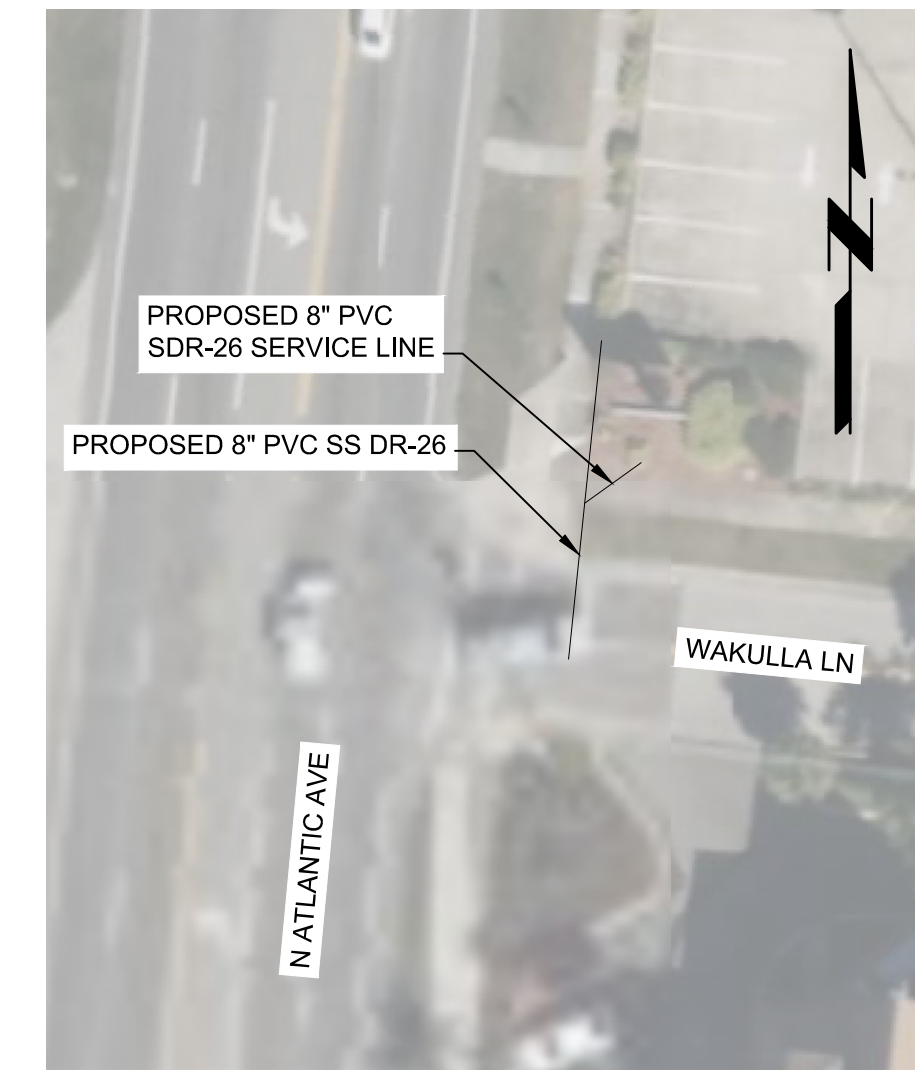 N
PROPOSED 8" PVC
SDR-26 SERVICE LINE
PROPOSED 8" PVC SS DR-26
WAKULLA LN
N ATLANTIC AVE